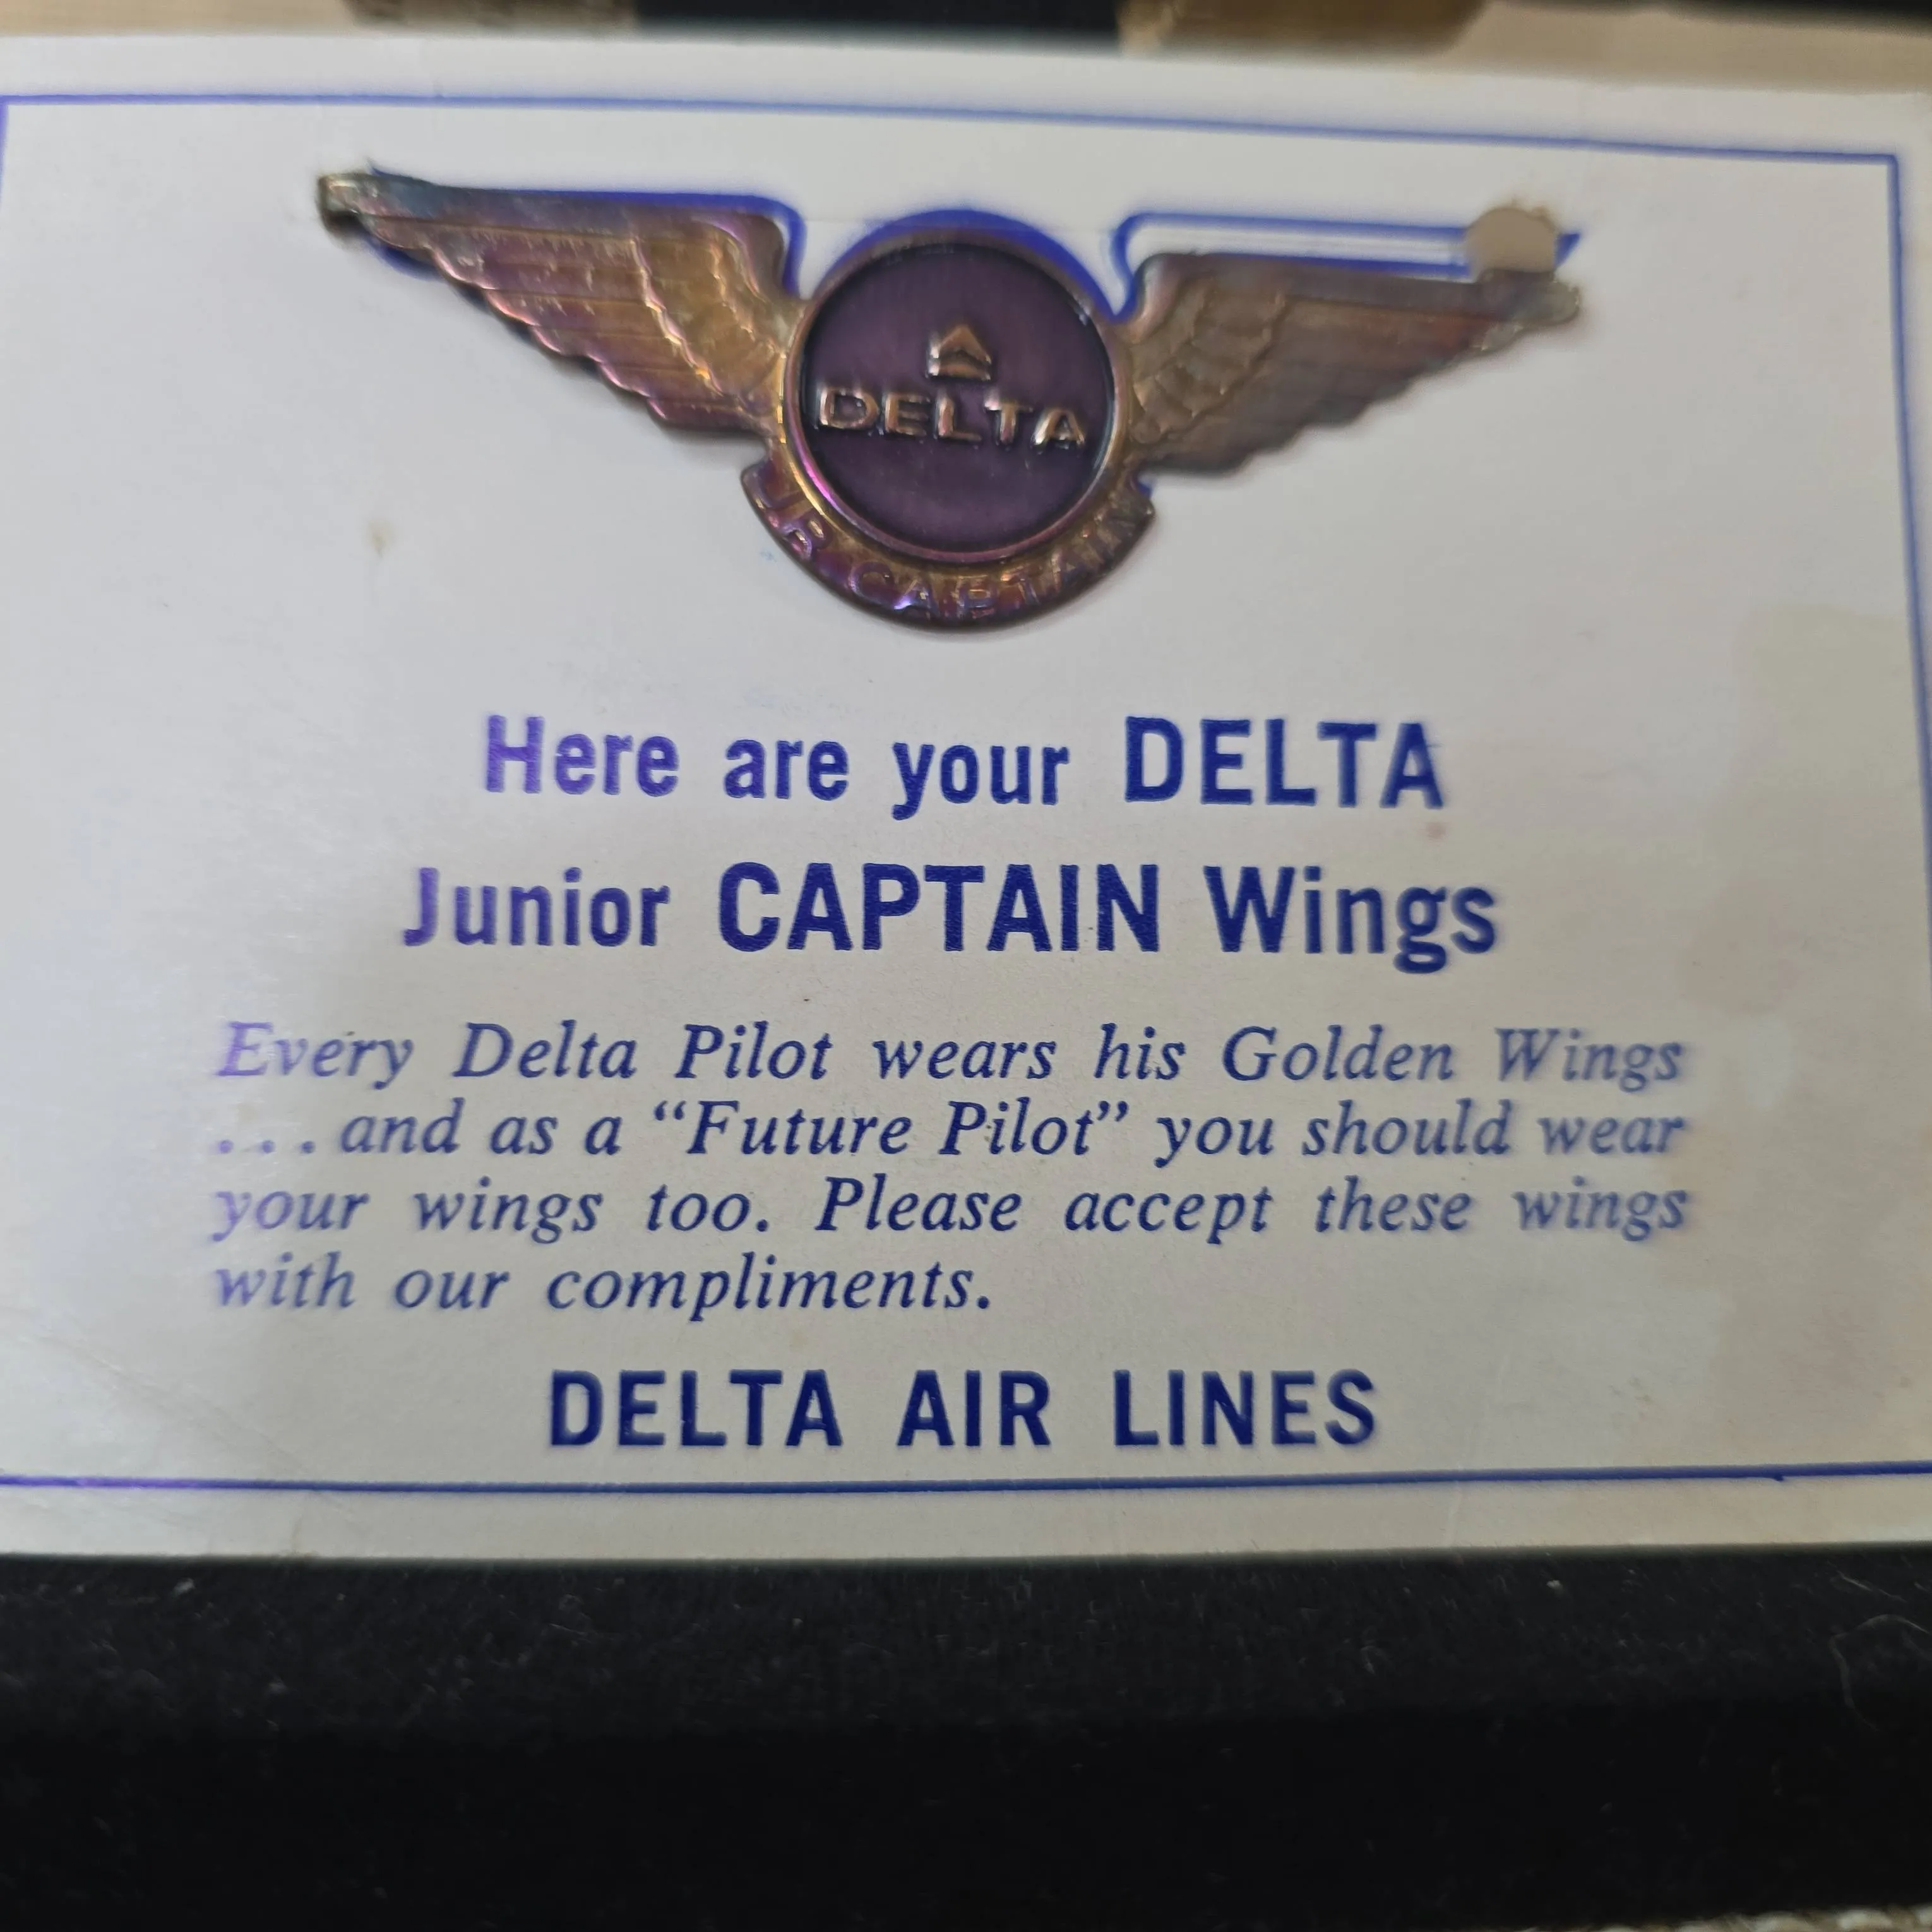 DELTA
JR. CAPTAIN
Here are your DELTA
Junior CAPTAIN Wings
Every Delta Pilot wears his Golden Wings
...and as a “Future Pilot” you should wear
your wings too. Please accept these wings
with our compliments.
DELTA AIR LINES